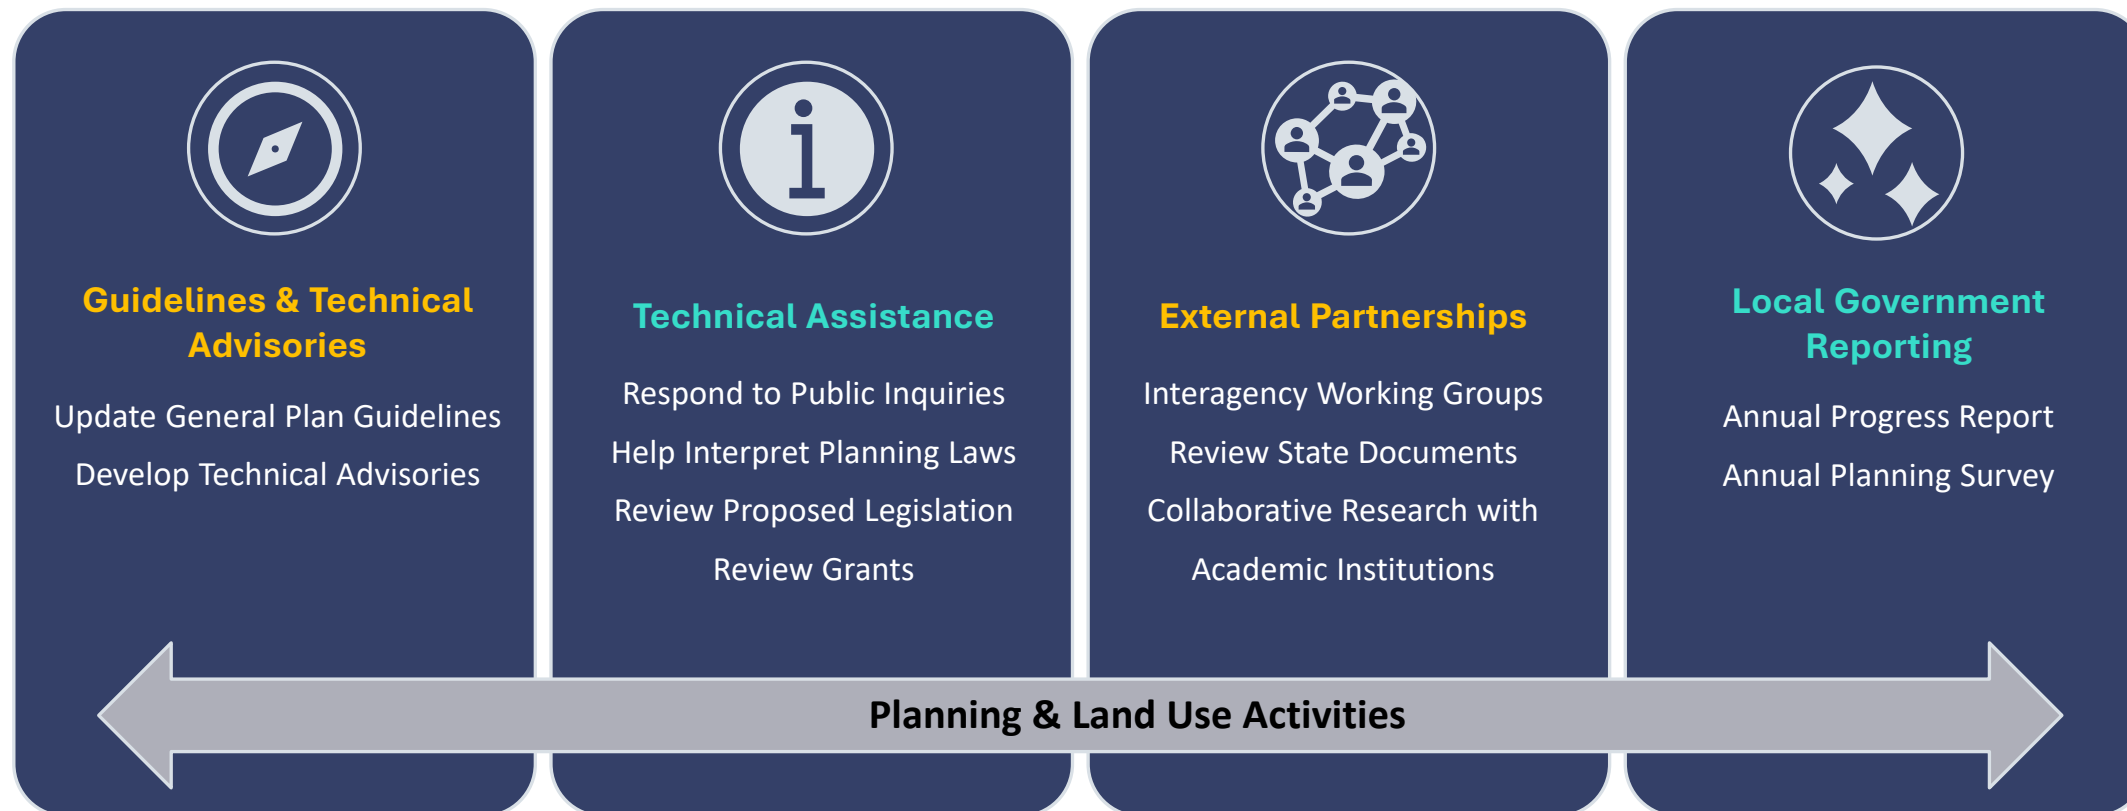 Guidelines & Technical
Advisories
Update General Plan Guidelines
Develop Technical Advisories
Technical Assistance
Respond to Public Inquiries
Help Interpret Planning Laws
Review Proposed Legislation
Review Grants
External Partnerships
Interagency Working Groups
Review State Documents
Collaborative Research with
Academic Institutions
Local Government
Reporting
Annual Progress Report
Annual Planning Survey
Planning & Land Use Activities